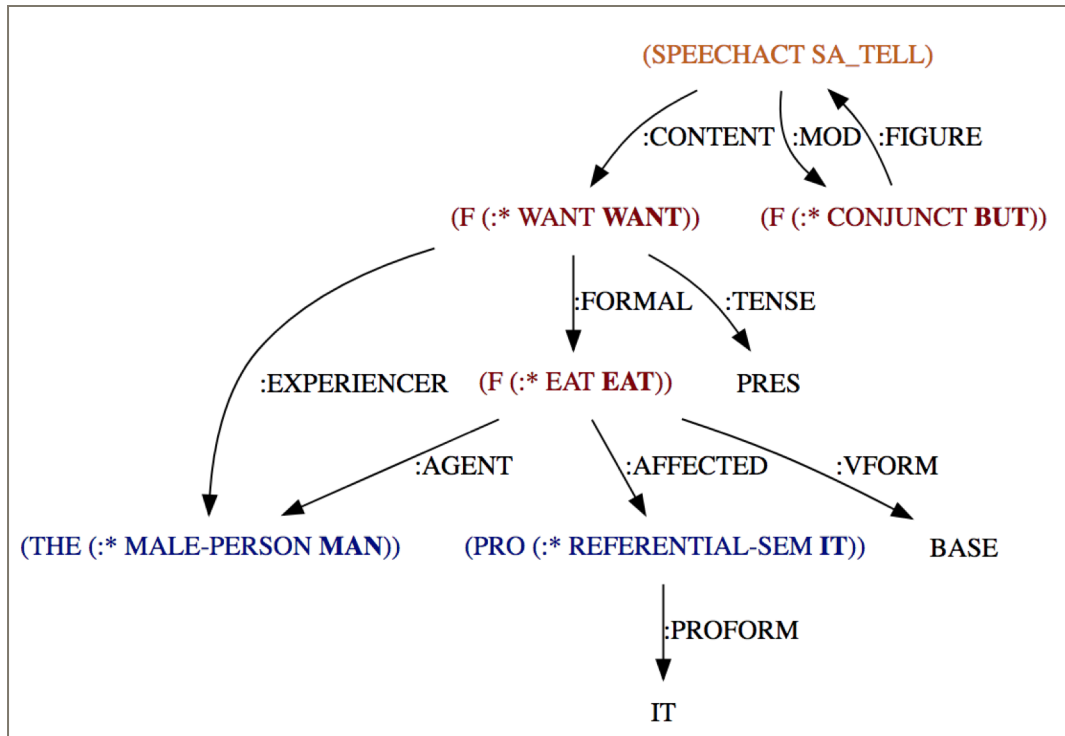 (SPEECHACT SA_TELL)
:CONTENT :MOD :FIGURE
(F (:* WANT WANT)) (F (:* CONJUNCT BUT))
:FORMAL :TENSE
:EXPERIENCER (F (:* EAT EAT)) PRES
:AGENT :AFFECTED :VFORM
(THE (:* MALE-PERSON MAN)) (PRO (:* REFERENTIAL-SEM IT)) BASE
:PROFORM
IT